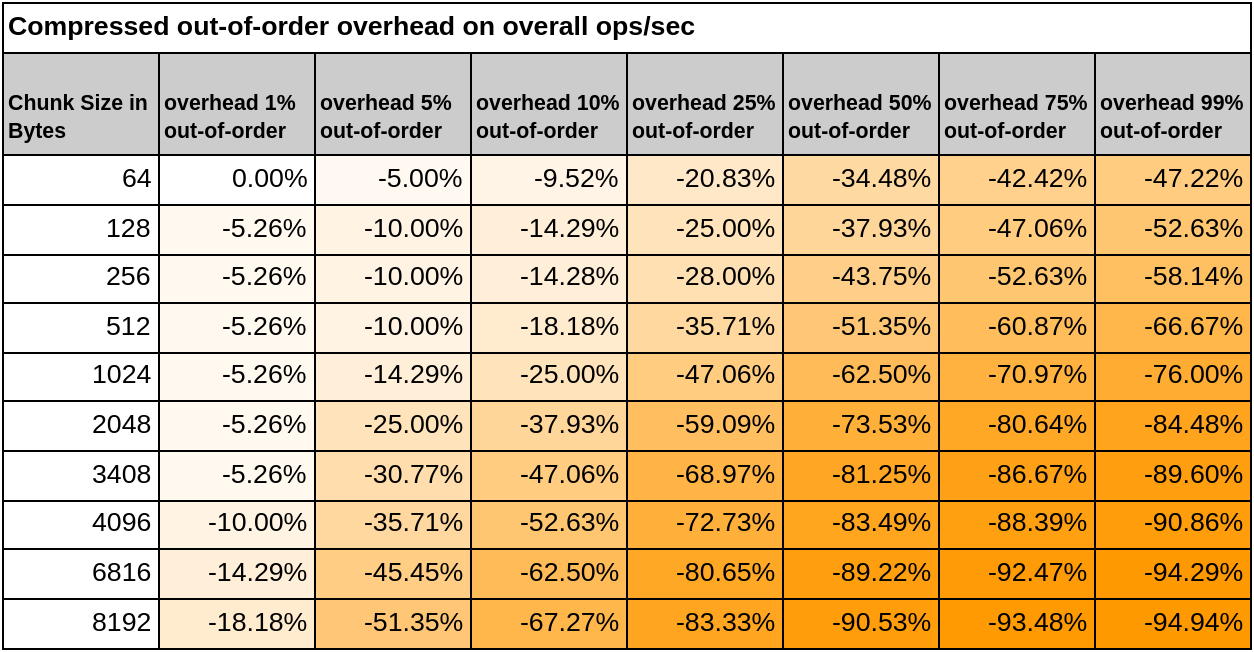 Compressed out-of-order overhead on overall ops/sec
Chunk Size in Bytes overhead 1% out-of-order overhead 5% out-of-order overhead 10% out-of-order overhead 25% out-of-order overhead 50% out-of-order overhead 75% out-of-order overhead 99% out-of-order
64 0.00% -5.00% -9.52% -20.83% -34.48% -42.42% -47.22%
128 -5.26% -10.00% -14.29% -25.00% -37.93% -47.06% -52.63%
256 -5.26% -10.00% -14.28% -28.00% -43.75% -52.63% -58.14%
512 -5.26% -10.00% -18.18% -35.71% -51.35% -60.87% -66.67%
1024 -5.26% -14.29% -25.00% -47.06% -62.50% -70.97% -76.00%
2048 -5.26% -25.00% -37.93% -59.09% -73.53% -80.64% -84.48%
3408 -5.26% -30.77% -47.06% -68.97% -81.25% -86.67% -89.60%
4096 -10.00% -35.71% -52.63% -72.73% -83.49% -88.39% -90.86%
6816 -14.29% -45.45% -62.50% -80.65% -89.22% -92.47% -94.29%
8192 -18.18% -51.35% -67.27% -83.33% -90.53% -93.48% -94.94%